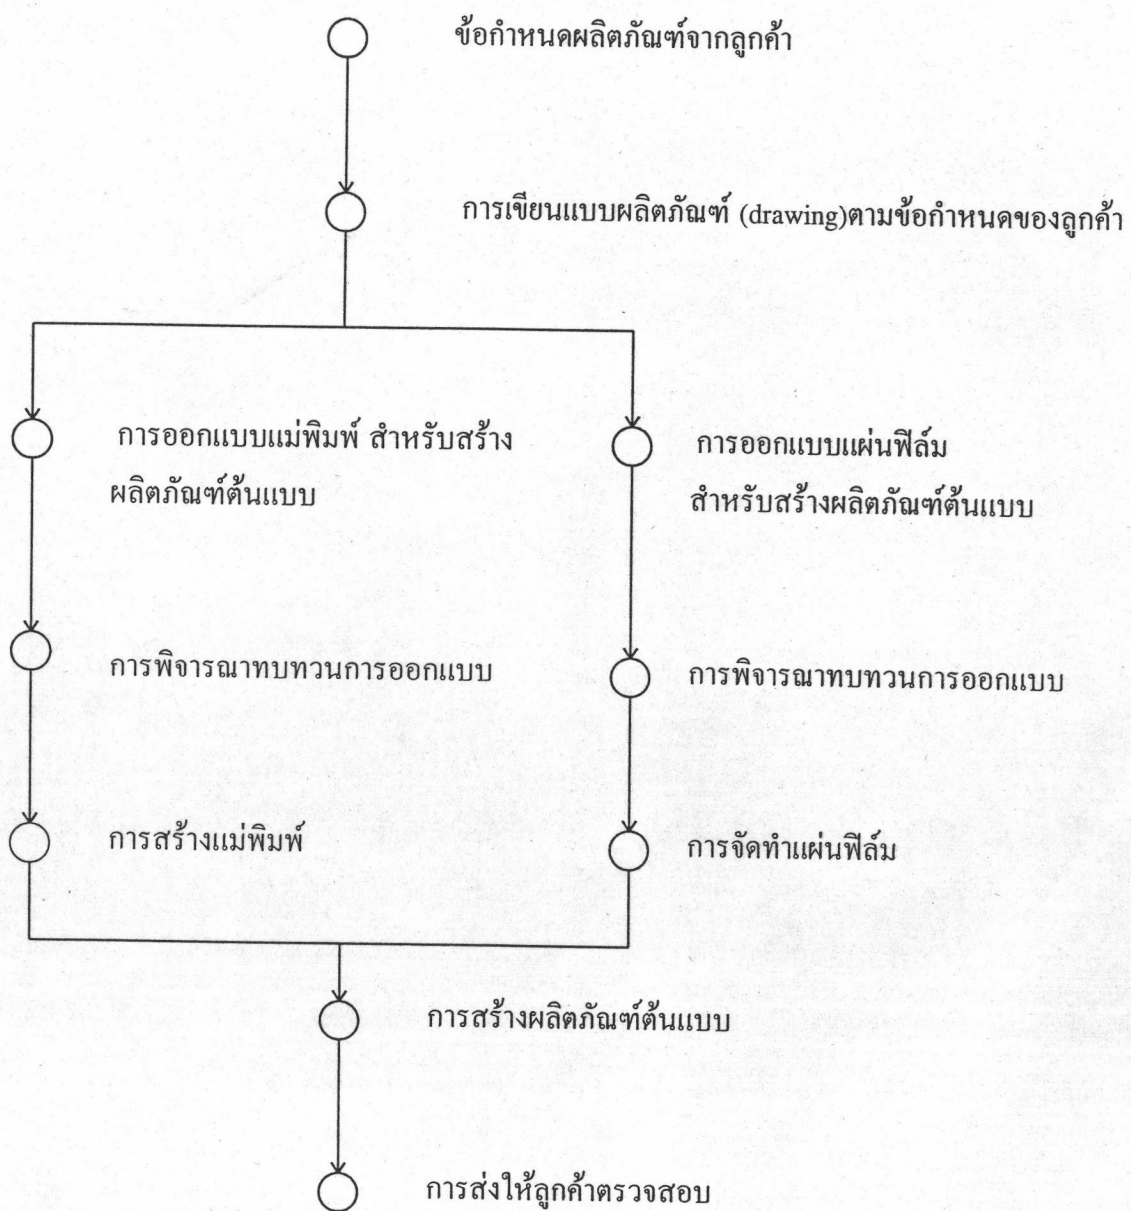 ข้อกำหนดผลิตภัณฑ์จากลูกค้า
การเขียนแบบผลิตภัณฑ์ (drawing)ตามข้อกำหนดของลูกค้า
การออกแบบแม่พิมพ์ สำหรับสร้าง
ผลิตภัณฑ์ต้นแบบ
การออกแบบแผ่นฟิล์ม
สำหรับสร้างผลิตภัณฑ์ต้นแบบ
การพิจารณาทบทวนการออกแบบ
การพิจารณาทบทวนการออกแบบ
การสร้างแม่พิมพ์
การจัดทำแผ่นฟิล์ม
การสร้างผลิตภัณฑ์ต้นแบบ
การส่งให้ลูกค้าตรวจสอบ